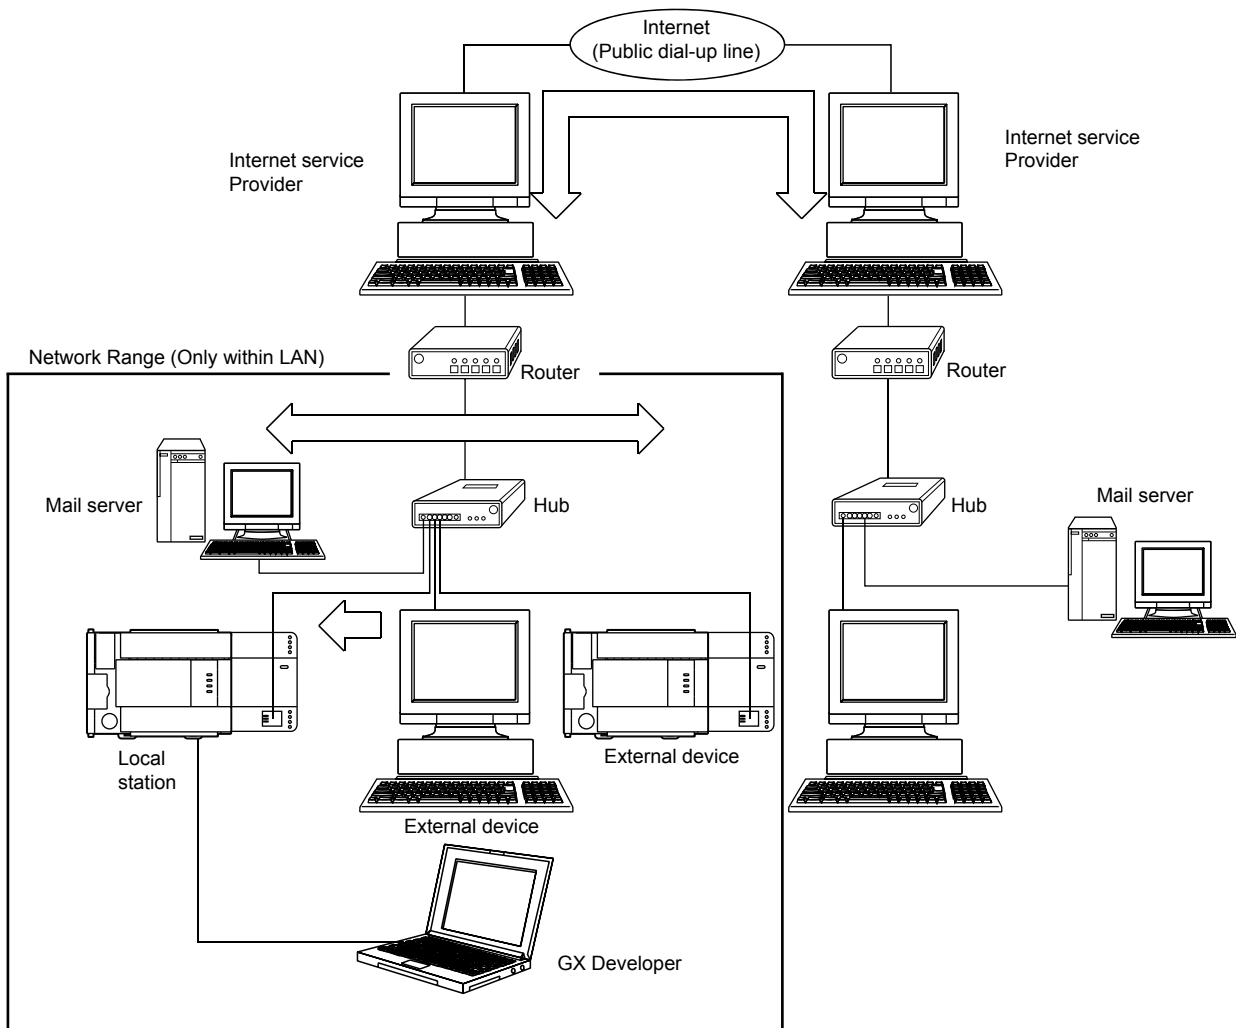 Internet
(Public dial-up line)
Internet service
Provider
Internet service
Provider
Network Range (Only within LAN)
Router
Router
Mail server
Hub
Hub
Mail server
Local
station
External device
External device
GX Developer